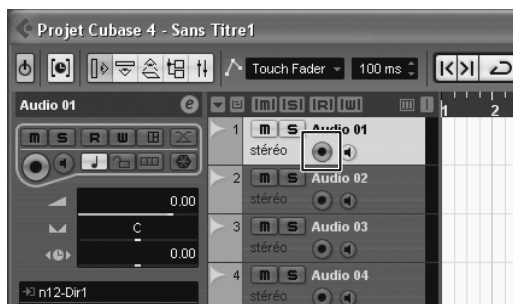 Projet Cubase 4 - Sans Titre1
Touch Fader 100 ms
Audio 01 e M S R W
1 2
M S R W
1 M S Audio 01
stéréo
0.00
2 M S Audio 02
stéréo
C
3 M S Audio 03
stéréo
0.00
4 M S Audio 04
stéréo
n12-Dir1